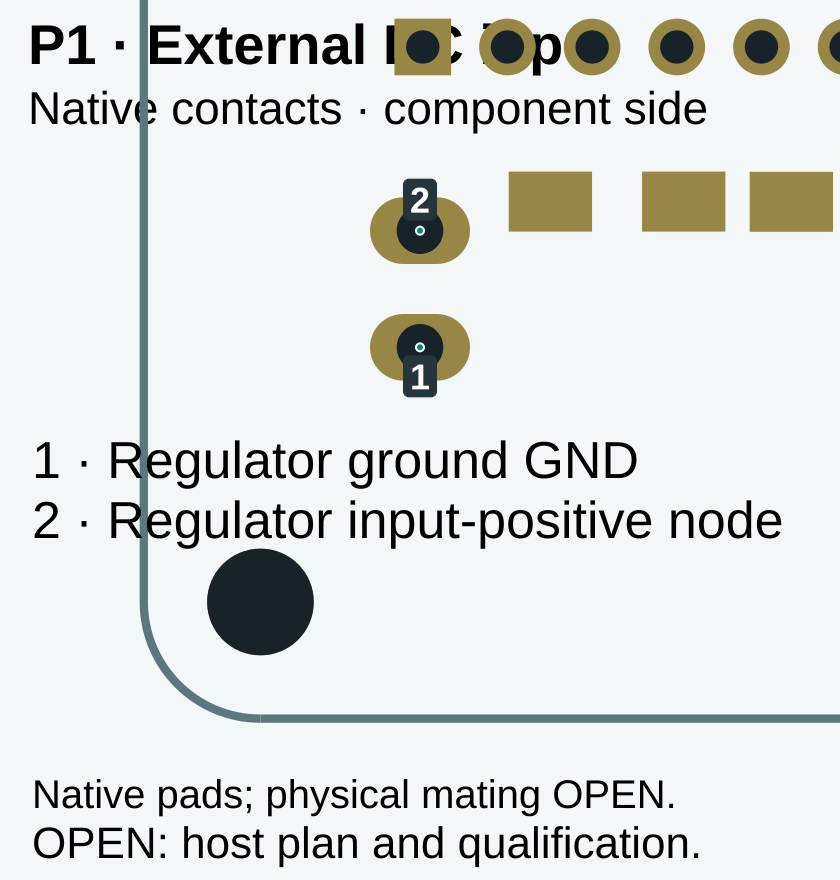 P1 · External
Native contacts · component side
2
1
1 · Regulator ground GND
2 · Regulator input-positive node
Native pads; physical mating OPEN.
OPEN: host plan and qualification.